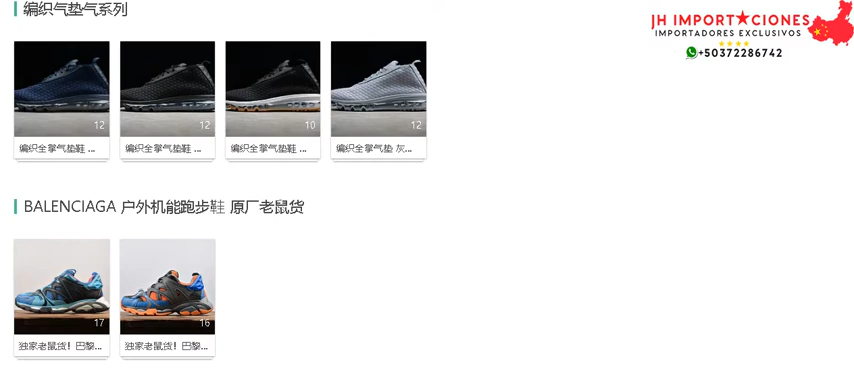 编织气垫气系列
JH IMPORT★CIONES
IMPORTADORES EXCLUSIVOS
+50372286742
12
12
10
12
编织全掌气垫鞋 ...
编织全掌气垫鞋 ...
编织全掌气垫鞋 ...
编织全掌气垫 灰...
BALENCIAGA 户外机能跑步鞋 原厂老鼠货
17
16
独家老鼠货！巴黎...
独家老鼠货！巴黎...